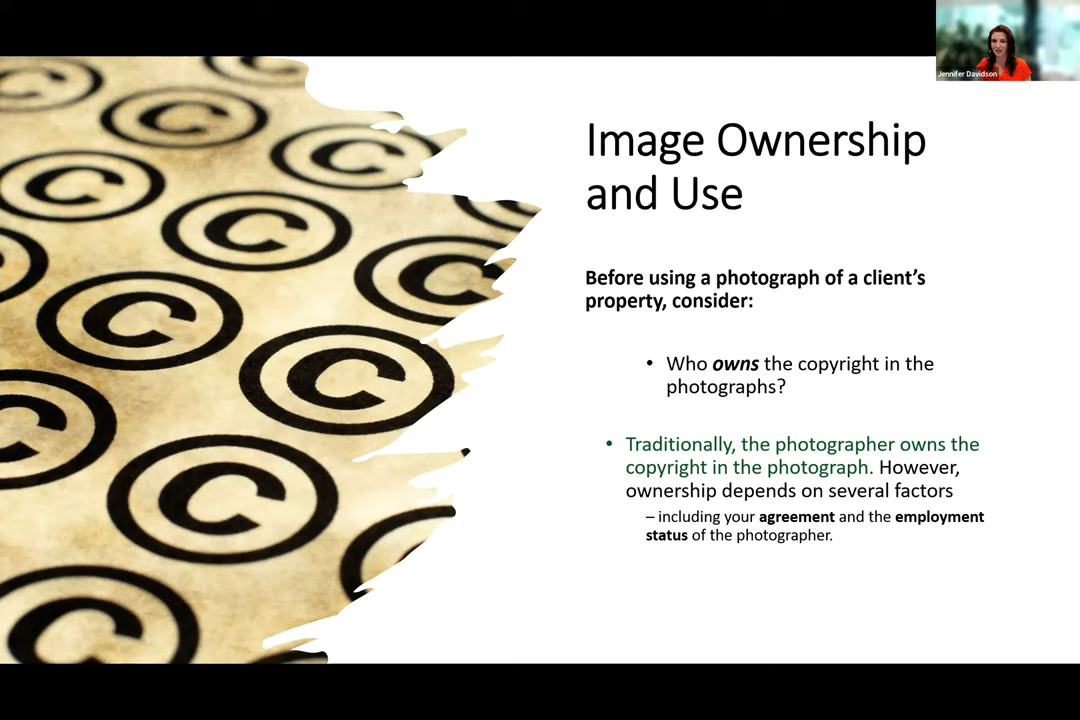 Jennifer Davidson
Image Ownership
and Use
Before using a photograph of a client's
property, consider:
• Who owns the copyright in the
photographs?
• Traditionally, the photographer owns the
copyright in the photograph. However,
ownership depends on several factors
– including your agreement and the employment
status of the photographer.